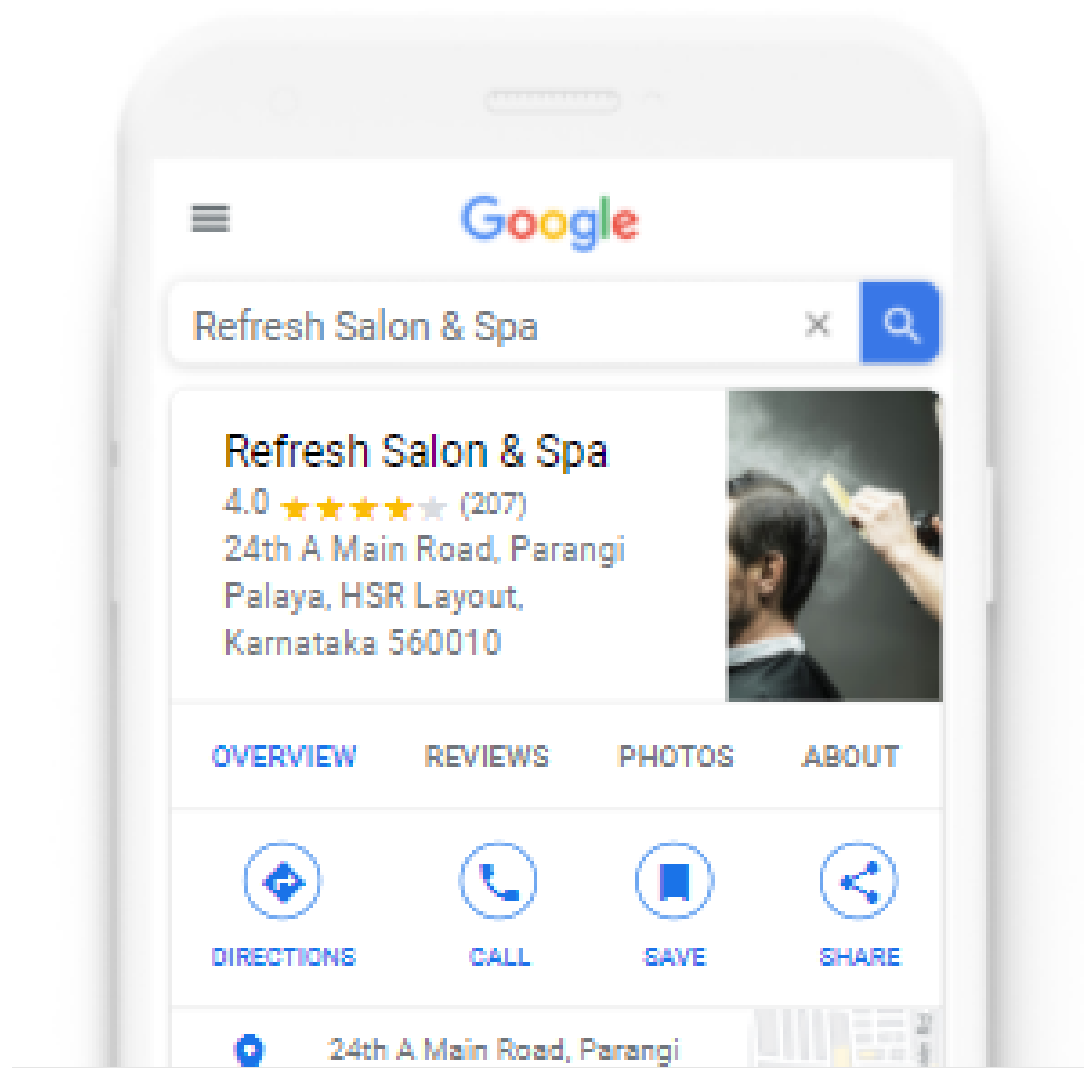 Google
Refresh Salon & Spa
Refresh Salon & Spa
4.0 (207)
24th A Main Road, Parangi
Palaya, HSR Layout,
Karnataka 560010
OVERVIEW REVIEWS PHOTOS ABOUT
DIRECTIONS CALL SAVE SHARE
24th A Main Road, Parangi